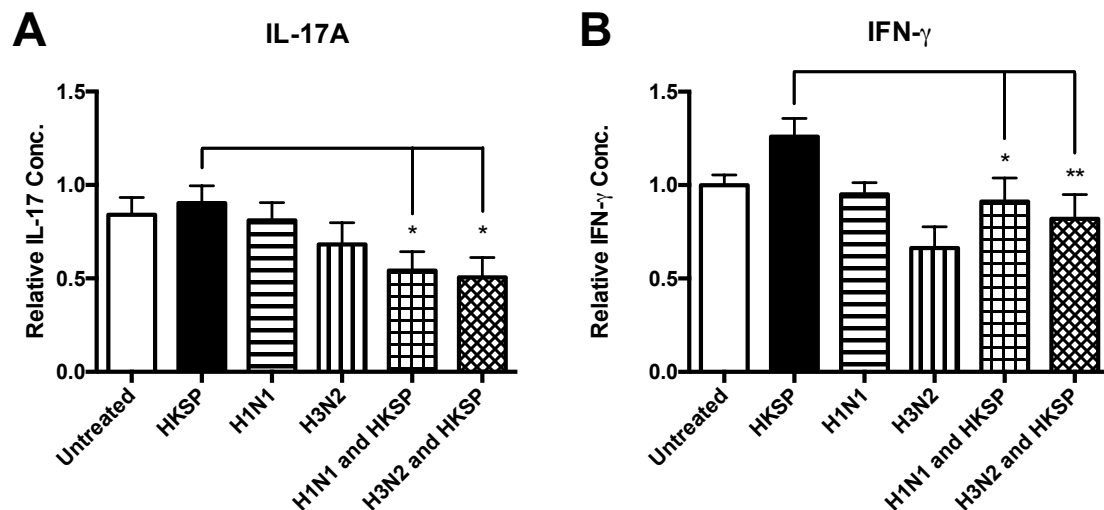 A
IL-17A
Relative IL-17 Conc.
1.5
1.0
0.5
0.0
*
*
Untreated
HKSP
H1N1
H3N2
H1N1 and HKSP
H3N2 and HKSP
B
IFN-γ
Relative IFN-γ Conc.
1.5
1.0
0.5
0.0
*
**
Untreated
HKSP
H1N1
H3N2
H1N1 and HKSP
H3N2 and HKSP